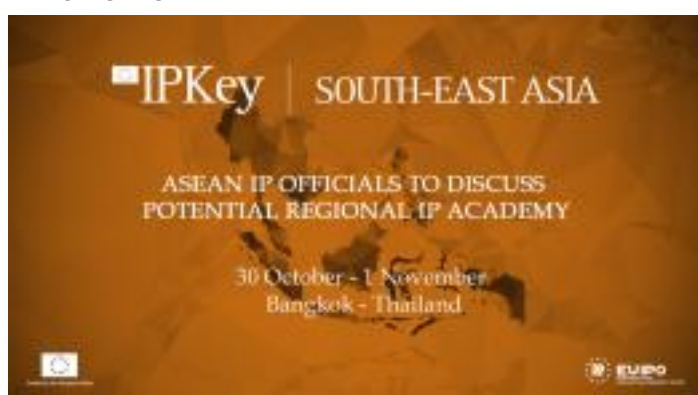 IPKey | SOUTH-EAST ASIA
ASEAN IP OFFICIALS TO DISCUSS
POTENTIAL REGIONAL IP ACADEMY
30 October - 1 November
Bangkok - Thailand
EUIPO